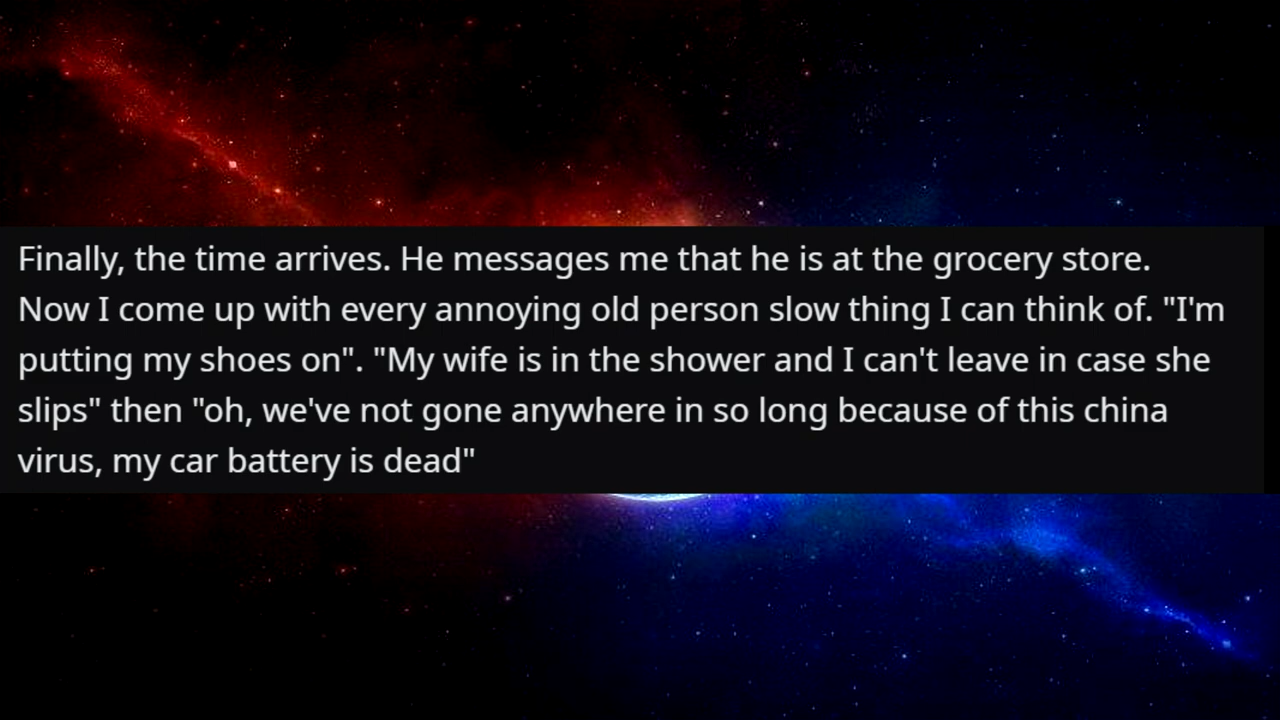 Finally, the time arrives. He messages me that he is at the grocery store.
Now I come up with every annoying old person slow thing I can think of. "I'm
putting my shoes on". "My wife is in the shower and I can't leave in case she
slips" then "oh, we've not gone anywhere in so long because of this china
virus, my car battery is dead"